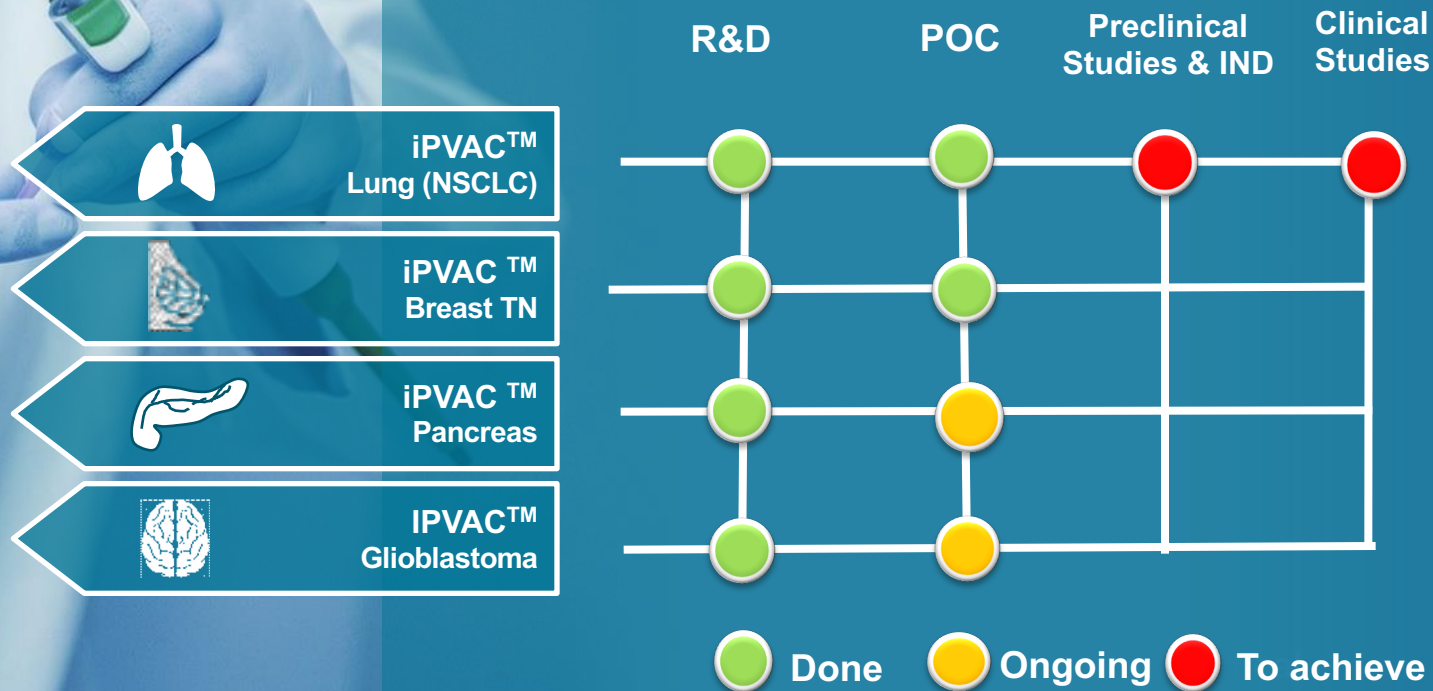 R&D
POC
Preclinical
Studies & IND
Clinical
Studies
iPVAC™
Lung (NSCLC)
iPVAC ™
Breast TN
iPVAC ™
Pancreas
IPVAC™
Glioblastoma
Done
Ongoing
To achieve